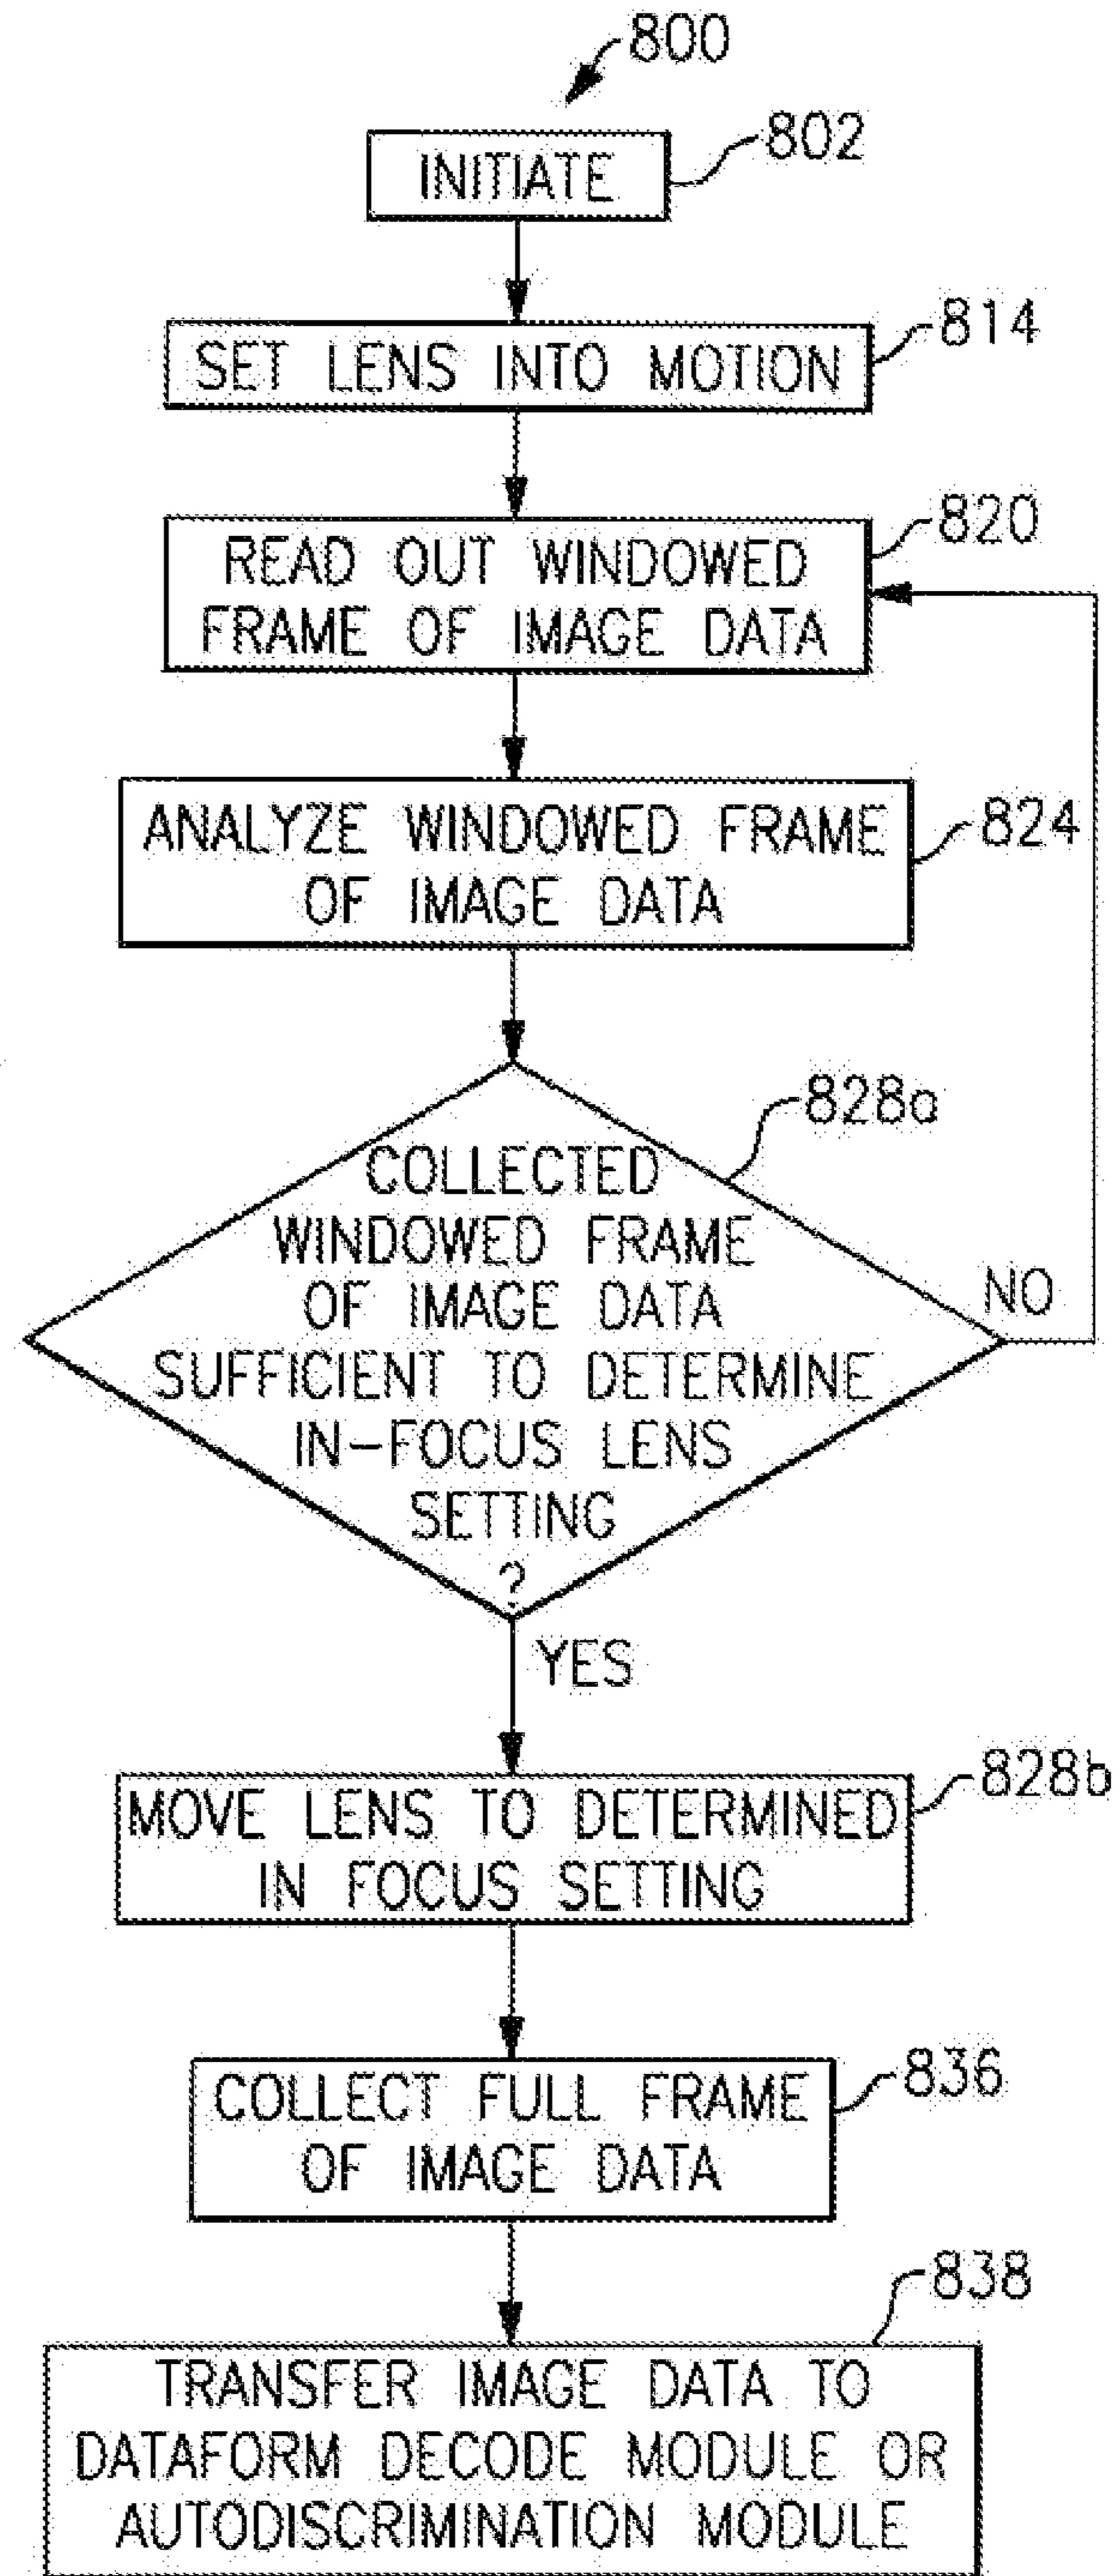 800
INITIATE
802
SET LENS INTO MOTION
814
READ OUT WINDOWED
FRAME OF IMAGE DATA
820
ANALYZE WINDOWED FRAME
OF IMAGE DATA
824
COLLECTED
WINDOWED FRAME
OF IMAGE DATA
SUFFICIENT TO DETERMINE
IN-FOCUS LENS
SETTING
?
828a
NO
YES
MOVE LENS TO DETERMINED
IN FOCUS SETTING
828b
COLLECT FULL FRAME
OF IMAGE DATA
836
TRANSFER IMAGE DATA TO
DATAFORM DECODE MODULE OR
AUTODISCRIMINATION MODULE
838